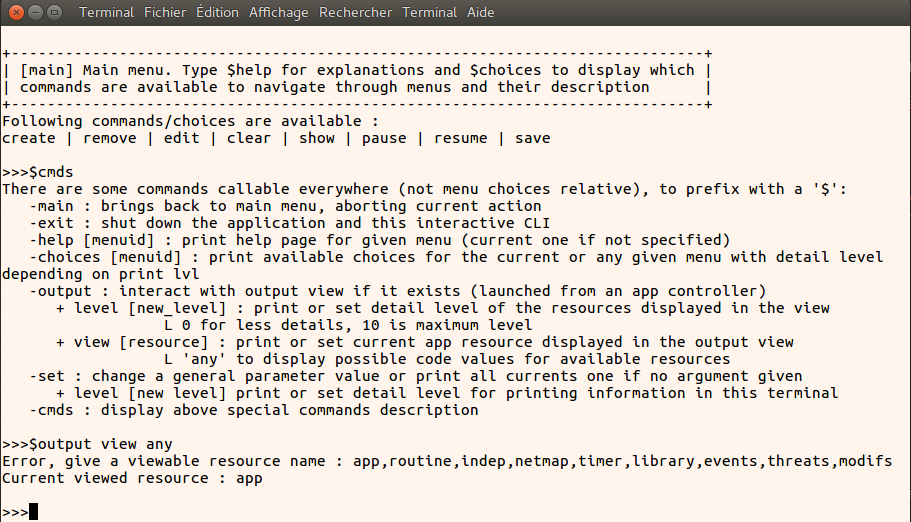 Terminal Fichier Édition Affichage Rechercher Terminal Aide
+-----------------------------------------------------------------------------+
| [main] Main menu. Type $help for explanations and $choices to display which |
| commands are available to navigate through menus and their description      |
+-----------------------------------------------------------------------------+
Following commands/choices are available :
create | remove | edit | clear | show | pause | resume | save
>>>$cmds
There are some commands callable everywhere (not menu choices relative), to prefix with a '$':
   -main : brings back to main menu, aborting current action
   -exit : shut down the application and this interactive CLI
   -help [menuid] : print help page for given menu (current one if not specified)
   -choices [menuid] : print available choices for the current or any given menu with detail level
depending on print lvl
   -output : interact with output view if it exists (launched from an app controller)
      + level [new_level] : print or set detail level of the resources displayed in the view
                  L 0 for less details, 10 is maximum level
      + view [resource] : print or set current app resource displayed in the output view
                  L 'any' to display possible code values for available resources
   -set : change a general parameter value or print all currents one if no argument given
      + level [new level] print or set detail level for printing information in this terminal
   -cmds : display above special commands description
>>>$output view any
Error, give a viewable resource name : app,routine,indep,netmap,timer,library,events,threats,modifs
Current viewed resource : app
>>>